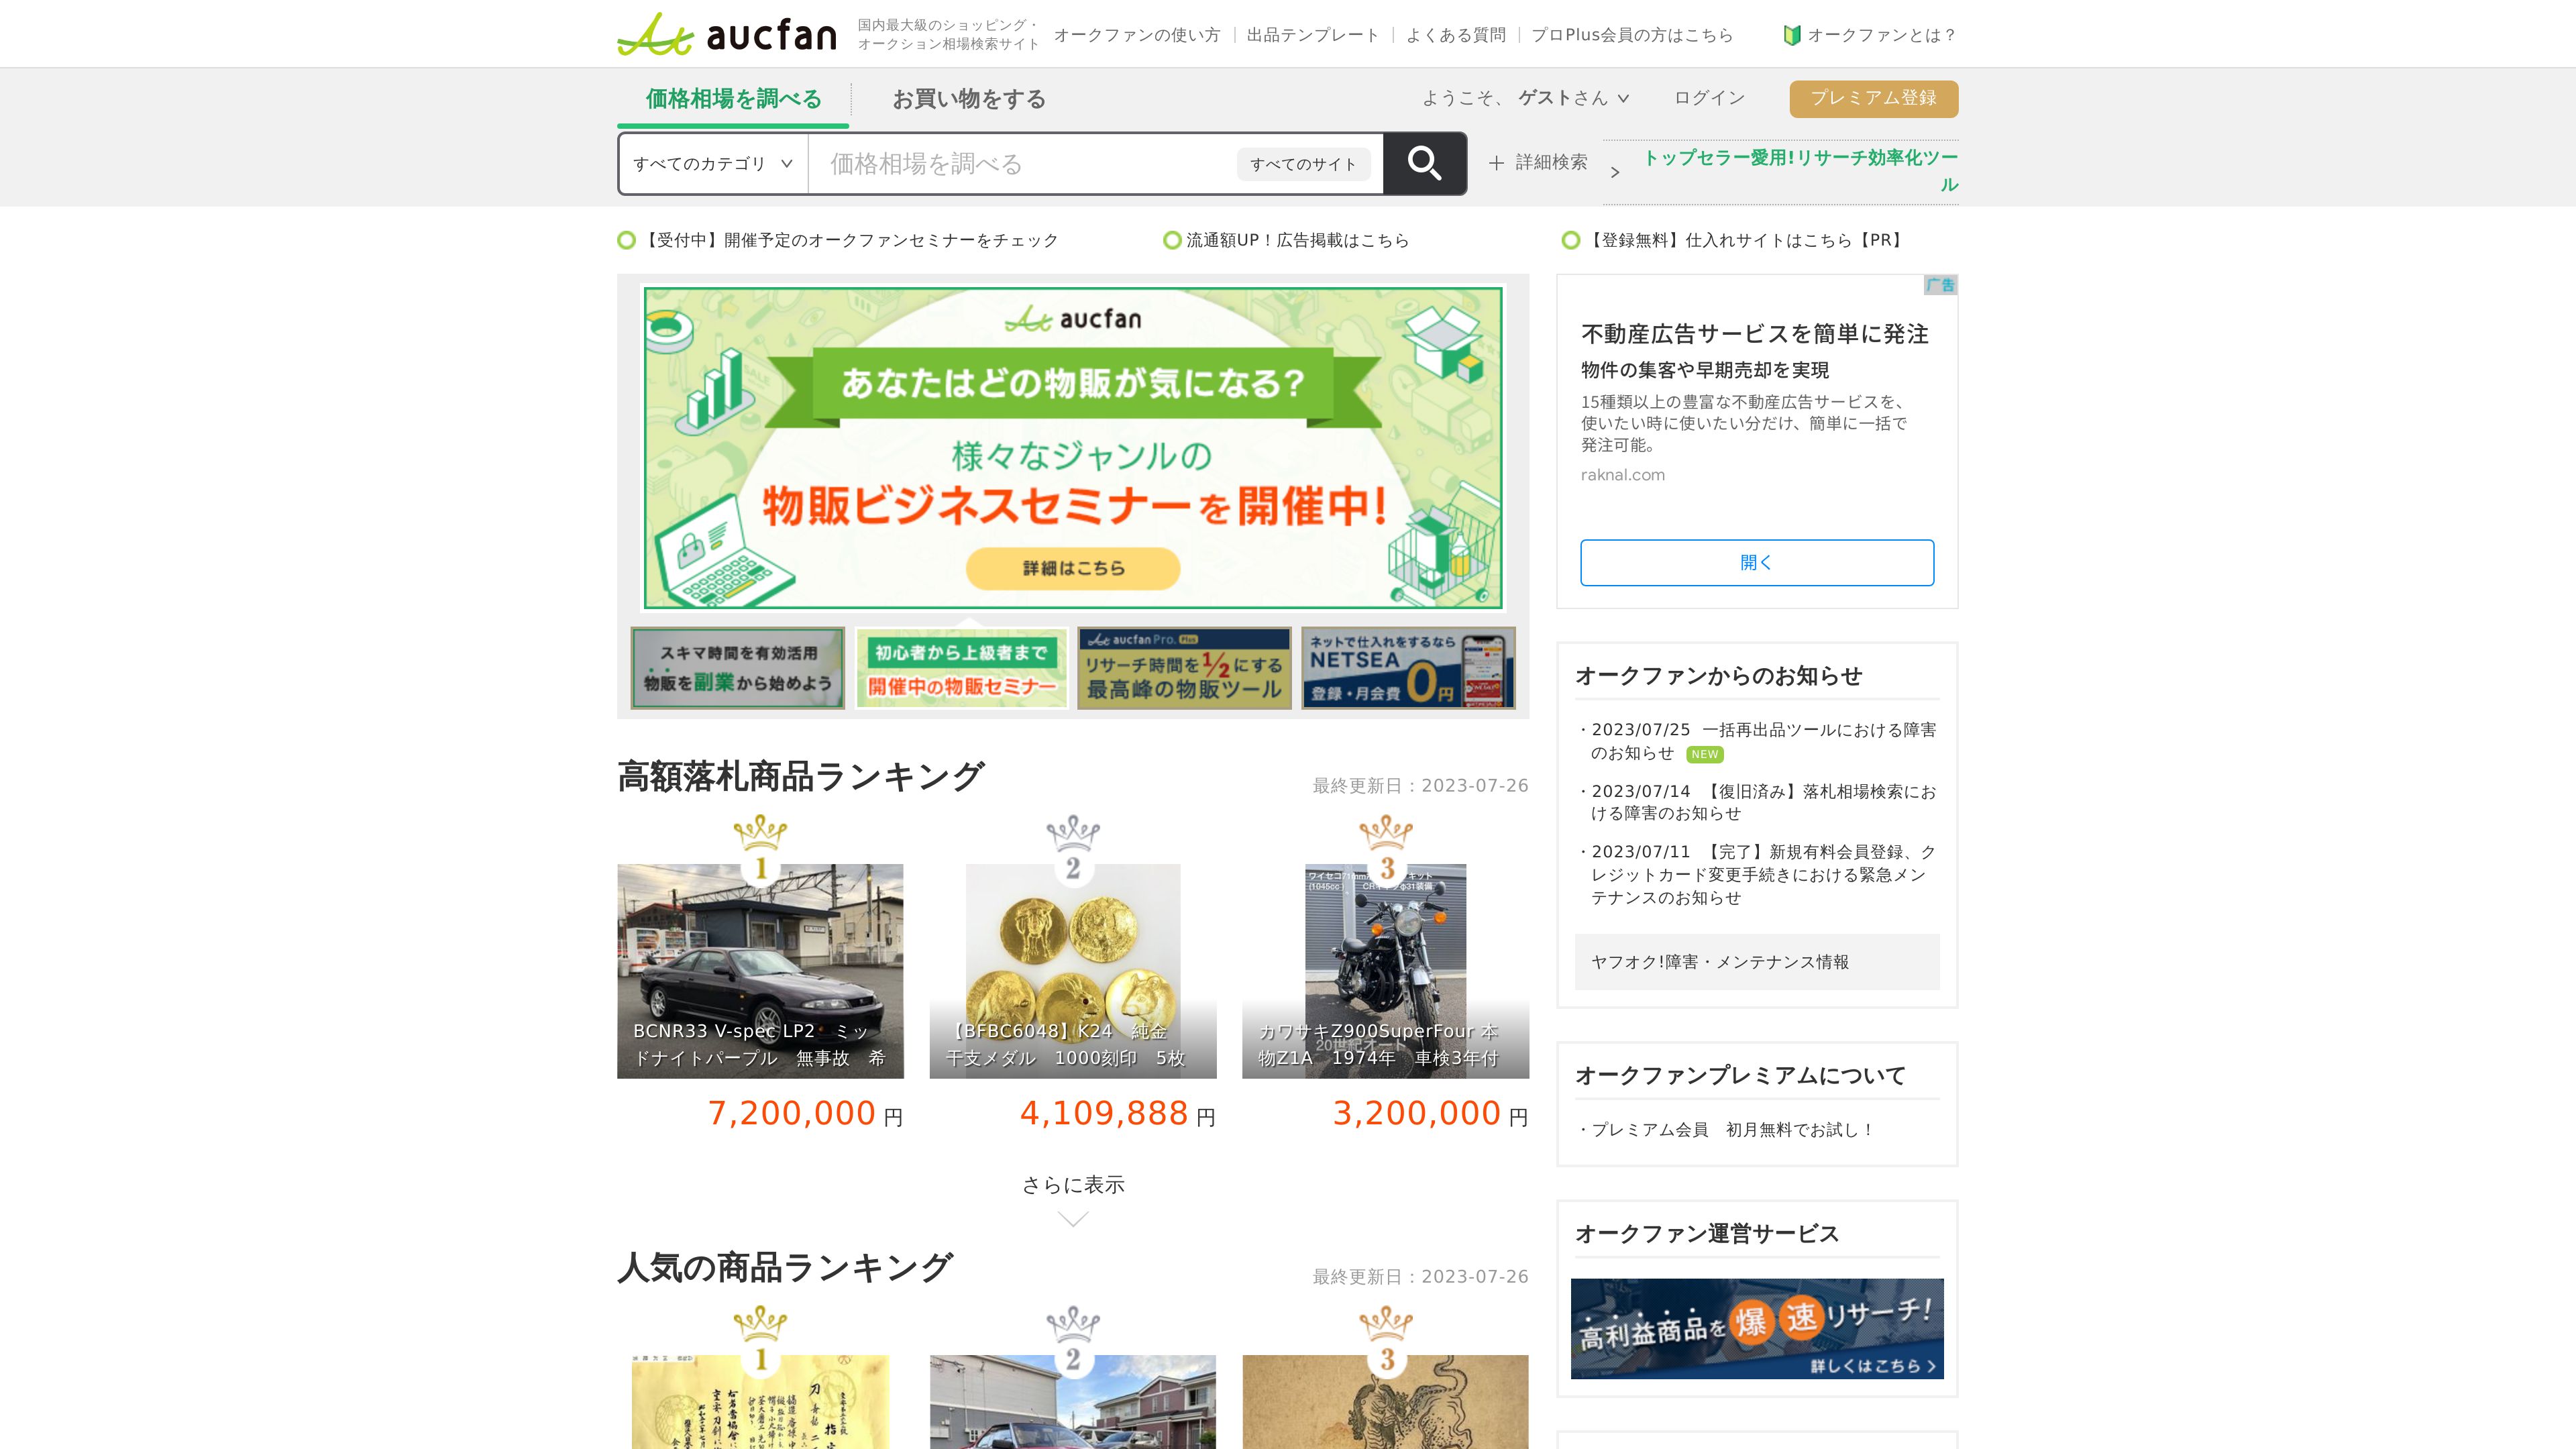 aucfan
国内最大級のショッピング・
オークション相場検索サイト
オークファンの使い方
出品テンプレート
よくある質問
プロPlus会員の方はこちら
オークファンとは？
価格相場を調べる
お買い物をする
ようこそ、 ゲストさん
ログイン
プレミアム登録
すべてのカテゴリ
価格相場を調べる
すべてのサイト
詳細検索
トップセラー愛用!リサーチ効率化ツー
ル
【受付中】開催予定のオークファンセミナーをチェック
流通額UP！広告掲載はこちら
【登録無料】仕入れサイトはこちら【PR】
aucfan
あなたはどの物販が気になる?
様々なジャンルの
物販ビジネスセミナーを開催中!
詳細はこちら
スキマ時間を有効活用
物販を副業から始めよう
初心者から上級者まで
開催中の物販セミナー
aucfan Pro. Plus
リサーチ時間を1/2にする
最高峰の物販ツール
ネットで仕入れをするなら
NETSEA
登録・月会費 0円
高額落札商品ランキング
最終更新日：2023-07-26
1
BCNR33 V-spec LP2　ミッ
ドナイトパープル　無事故　希
7,200,000 円
2
【BFBC6048】K24　純金
干支メダル　1000刻印　5枚
4,109,888 円
3
カワサキZ900SuperFour 本
物Z1A　1974年　車検3年付
20世紀オート
3,200,000 円
さらに表示
人気の商品ランキング
最終更新日：2023-07-26
1
2
3
广告
不動産広告サービスを簡単に発注
物件の集客や早期売却を実現
15種類以上の豊富な不動産広告サービスを、
使いたい時に使いたい分だけ、簡単に一括で
発注可能。
raknal.com
開く
オークファンからのお知らせ
・2023/07/25 一括再出品ツールにおける障害
のお知らせ NEW
・2023/07/14 【復旧済み】落札相場検索にお
ける障害のお知らせ
・2023/07/11 【完了】新規有料会員登録、ク
レジットカード変更手続きにおける緊急メン
テナンスのお知らせ
ヤフオク!障害・メンテナンス情報
オークファンプレミアムについて
・プレミアム会員　初月無料でお試し！
オークファン運営サービス
高利益商品を爆速リサーチ!
詳しくはこちら